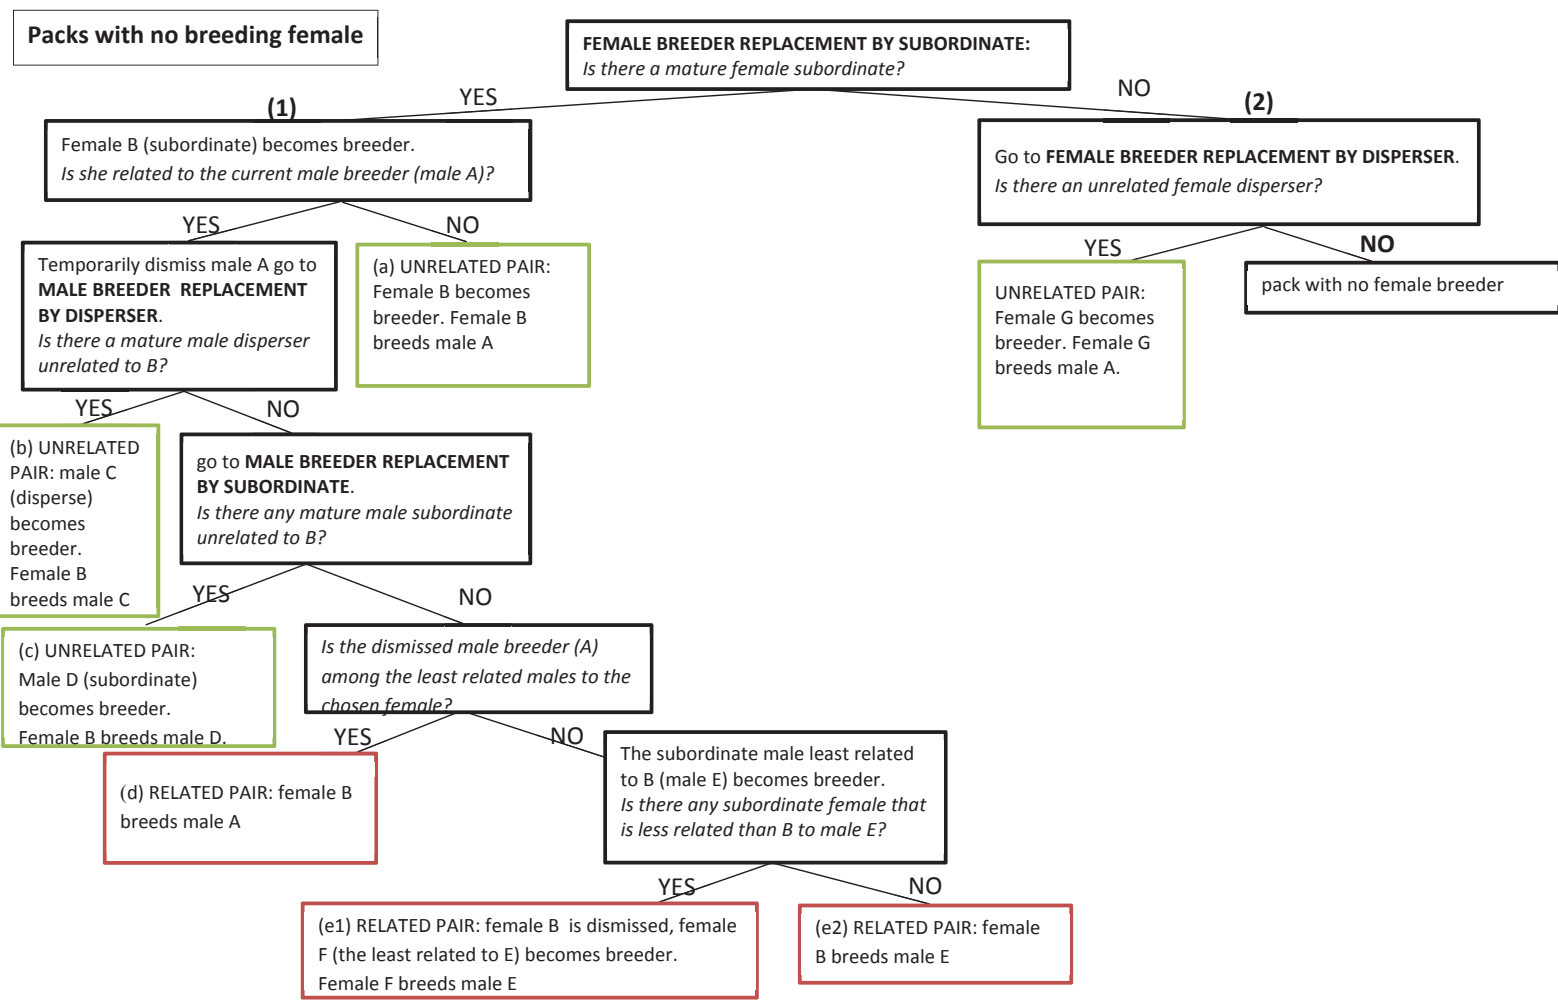 Packs with no breeding female
FEMALE BREEDER REPLACEMENT BY SUBORDINATE:
Is there a mature female subordinate?
YES
NO
(1)
(2)
Female B (subordinate) becomes breeder.
Is she related to the current male breeder (male A)?
Go to FEMALE BREEDER REPLACEMENT BY DISPERSER.
Is there an unrelated female disperser?
YES
NO
YES
NO
Temporarily dismiss male A go to
MALE BREEDER REPLACEMENT
BY DISPERSER.
Is there a mature male disperser
unrelated to B?
(a) UNRELATED PAIR:
Female B becomes
breeder. Female B
breeds male A
UNRELATED PAIR:
Female G becomes
breeder. Female G
breeds male A.
pack with no female breeder
YES
NO
(b) UNRELATED
PAIR: male C
(disperse)
becomes
breeder.
Female B
breeds male C
go to MALE BREEDER REPLACEMENT
BY SUBORDINATE.
Is there any mature male subordinate
unrelated to B?
YES
NO
(c) UNRELATED PAIR:
Male D (subordinate)
becomes breeder.
Female B breeds male D.
Is the dismissed male breeder (A)
among the least related males to the
chosen female?
YES
NO
(d) RELATED PAIR: female B
breeds male A
The subordinate male least related
to B (male E) becomes breeder.
Is there any subordinate female that
is less related than B to male E?
YES
NO
(e1) RELATED PAIR: female B is dismissed, female
F (the least related to E) becomes breeder.
Female F breeds male E
(e2) RELATED PAIR: female
B breeds male E